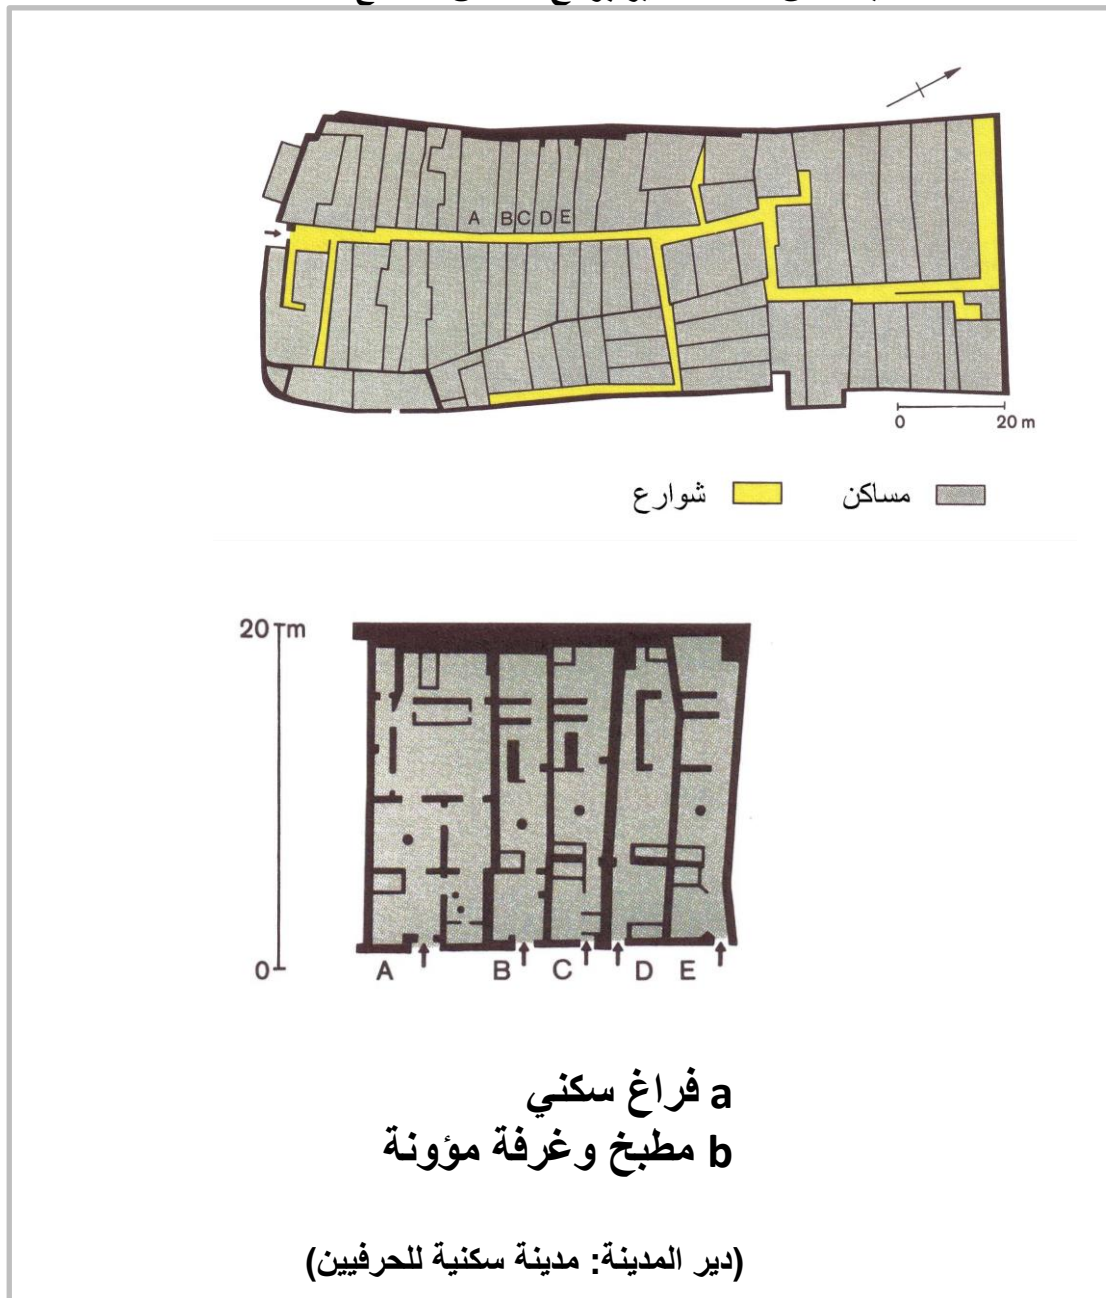 A B C D E
0 20 m
مساكن شوارع
20 m
0
A B C D E
a فراغ سكني
b مطبخ وغرفة مؤونة
(دير المدينة: مدينة سكنية للحرفيين)